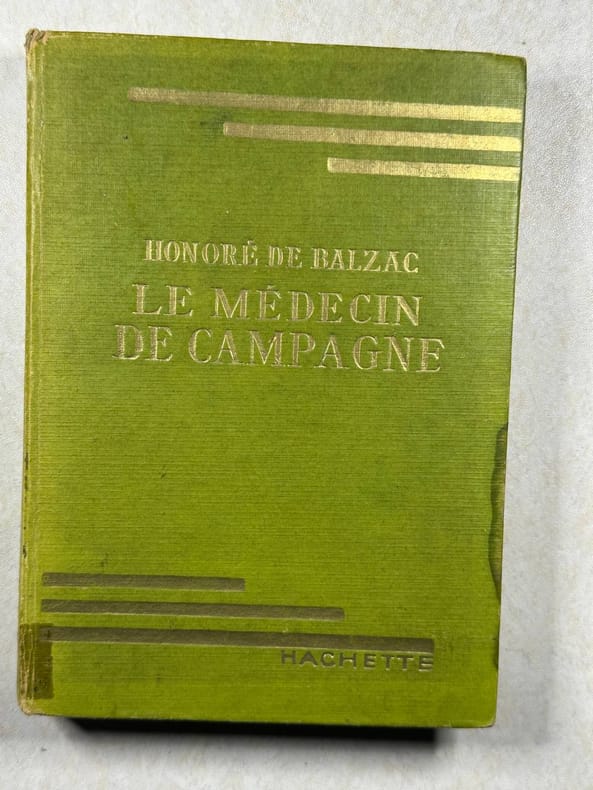 HONORÉ DE BALZAC
LE MÉDECIN
DE CAMPAGNE
HACHETTE